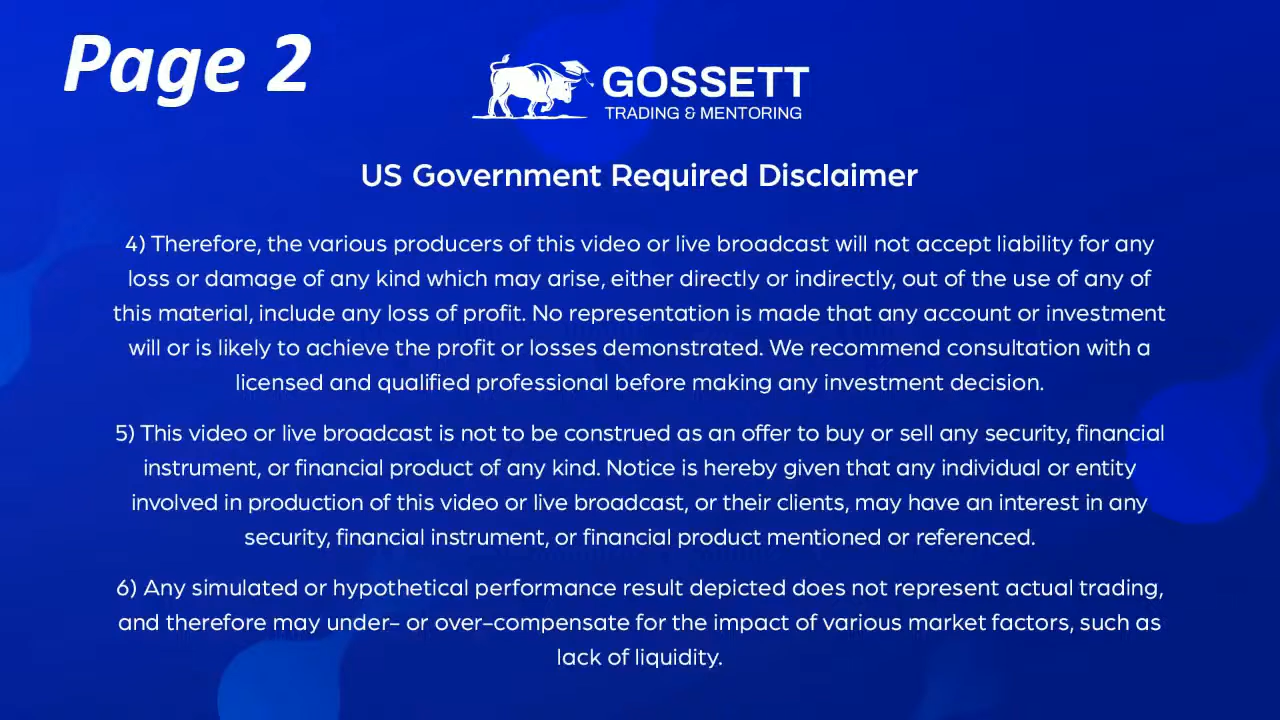 Page 2
GOSSETT
TRADING & MENTORING
US Government Required Disclaimer
4) Therefore, the various producers of this video or live broadcast will not accept liability for any
loss or damage of any kind which may arise, either directly or indirectly, out of the use of any of
this material, include any loss of profit. No representation is made that any account or investment
will or is likely to achieve the profit or losses demonstrated. We recommend consultation with a
licensed and qualified professional before making any investment decision.
5) This video or live broadcast is not to be construed as an offer to buy or sell any security, financial
instrument, or financial product of any kind. Notice is hereby given that any individual or entity
involved in production of this video or live broadcast, or their clients, may have an interest in any
security, financial instrument, or financial product mentioned or referenced.
6) Any simulated or hypothetical performance result depicted does not represent actual trading,
and therefore may under- or over-compensate for the impact of various market factors, such as
lack of liquidity.